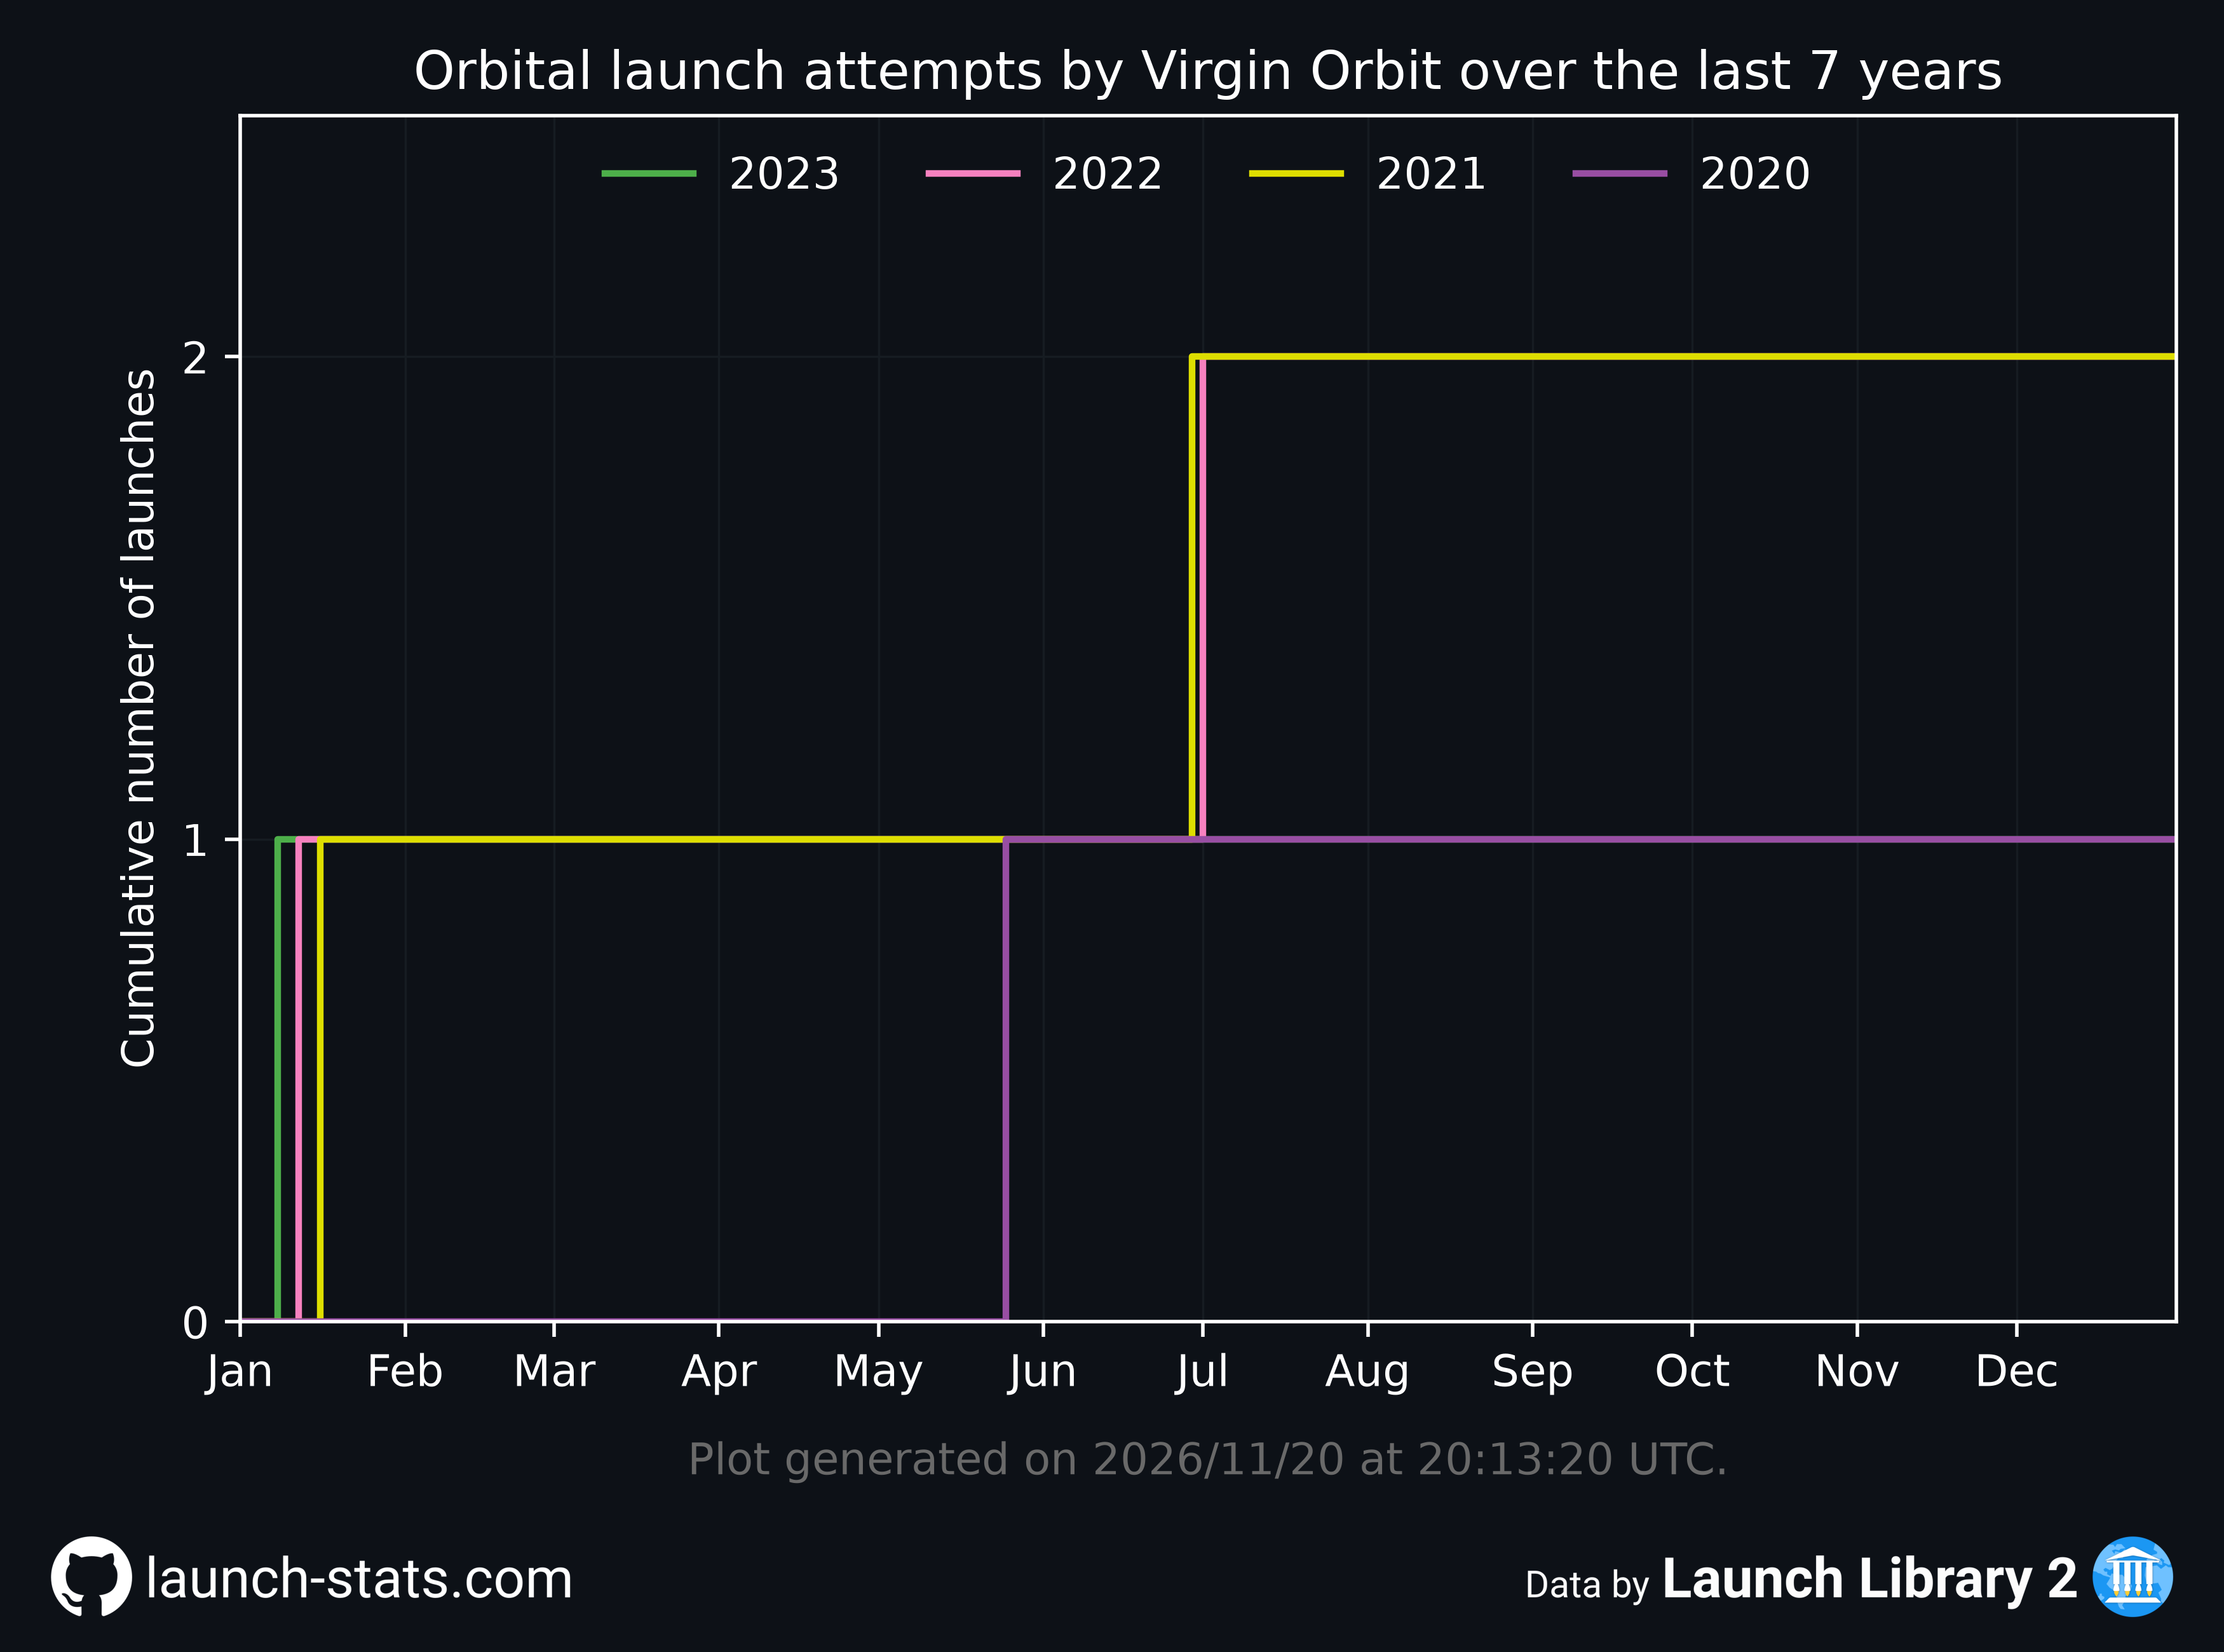 Orbital launch attempts by Virgin Orbit over the last 7 years
2023 2022 2021 2020
Cumulative number of launches
2
1
0
Jan Feb Mar Apr May Jun Jul Aug Sep Oct Nov Dec
Plot generated on 2026/11/20 at 20:13:20 UTC.
launch-stats.com
Data by Launch Library 2